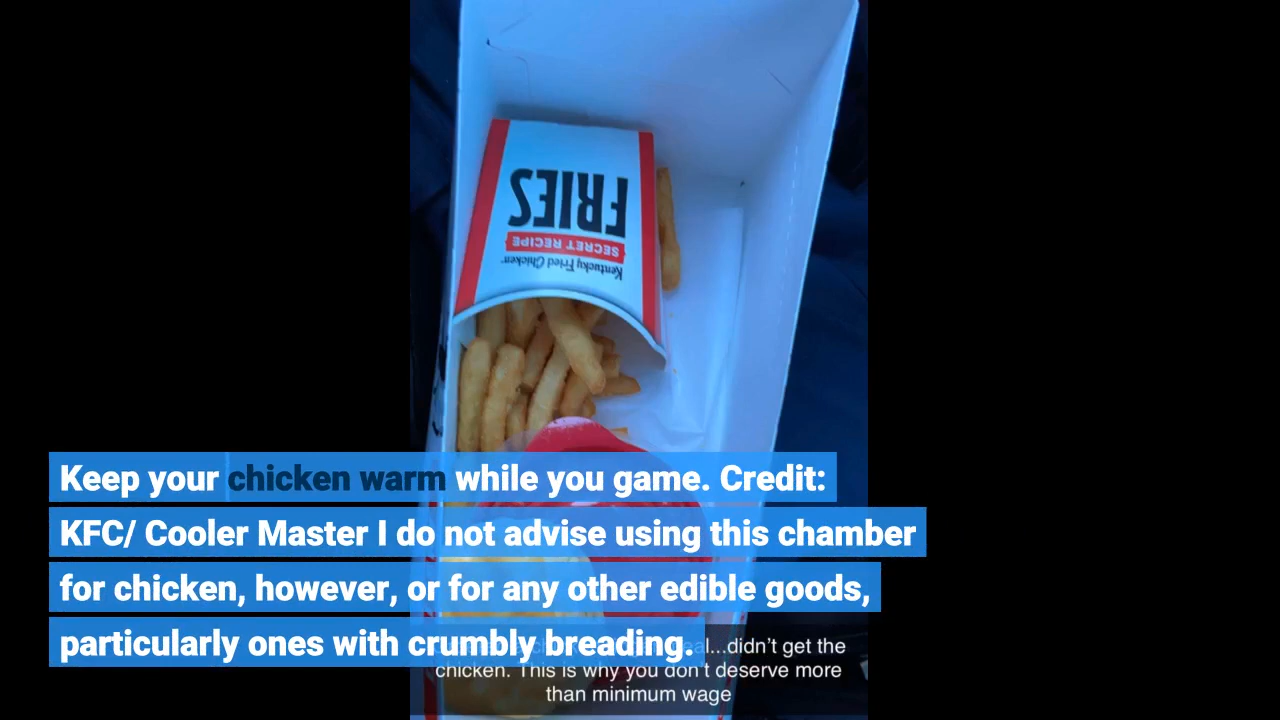 FRIES
SECRET RECIPE
Kentucky Fried Chicken
Keep your chicken warm while you game. Credit:
KFC/ Cooler Master I do not advise using this chamber
for chicken, however, or for any other edible goods,
particularly ones with crumbly breading.
didn't get the
chicken. This is why you don't deserve more
than minimum wage